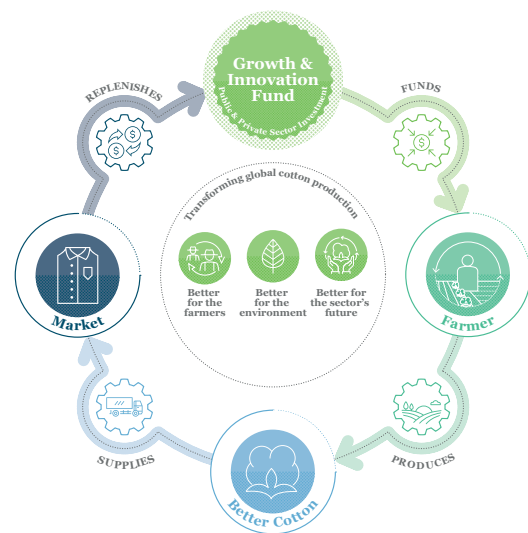 Growth &
Innovation
Fund
Public & Private Sector Investment
REPLENISHES
FUNDS
$
$
$
Transforming global cotton production
Better
for the
farmers
Better
for the
environment
Better for
the sector's
future
Market
Farmer
SUPPLIES
PRODUCES
Better Cotton